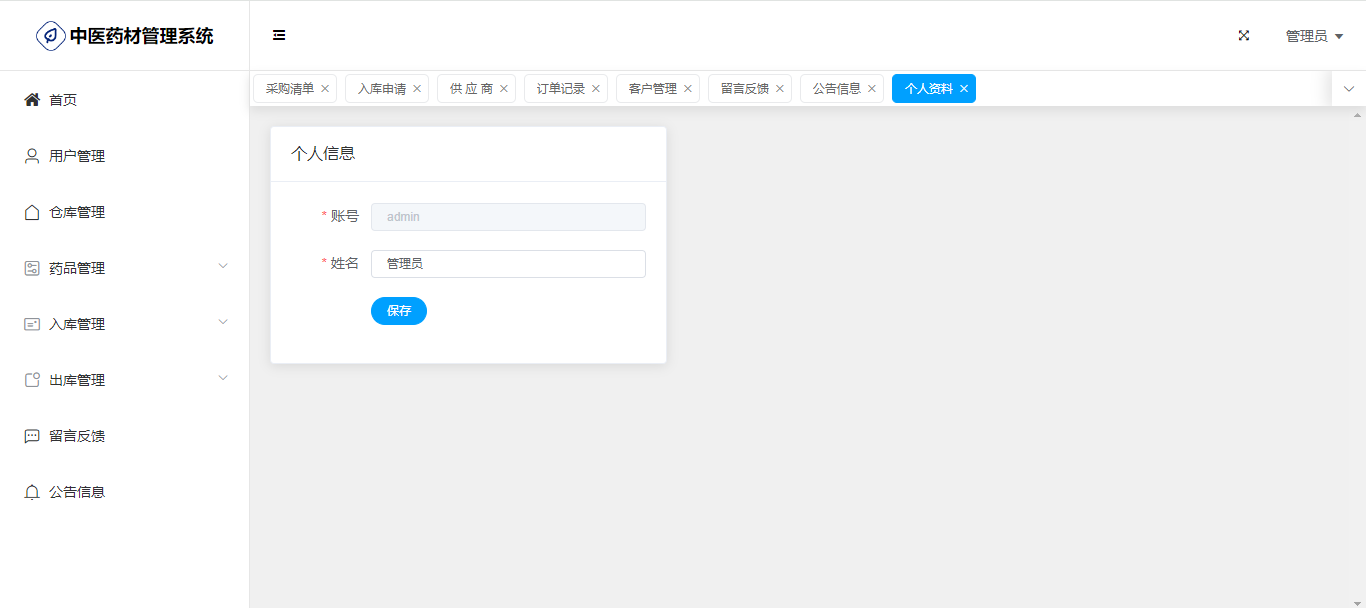 中医药材管理系统
管理员
首页
用户管理
仓库管理
药品管理
入库管理
出库管理
留言反馈
公告信息
采购清单 入库申请 供 应 商 订单记录 客户管理 留言反馈 公告信息 个人资料
个人信息
* 账号 admin
* 姓名 管理员
保存